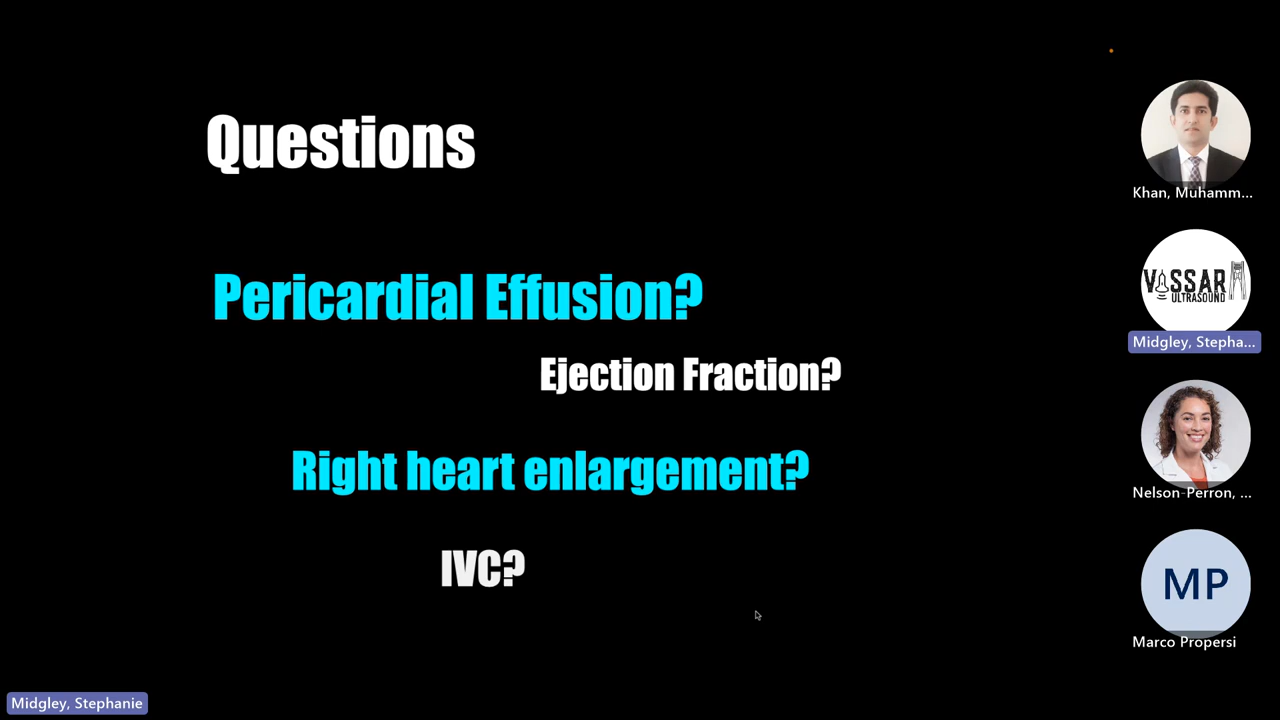 Questions
Pericardial Effusion?
Ejection Fraction?
Right heart enlargement?
IVC?
Khan, Muhamm...
VASSAR
ULTRASOUND
Midgley, Stepha...
Nelson-Perron, ...
MP
Marco Propersi
Midgley, Stephanie